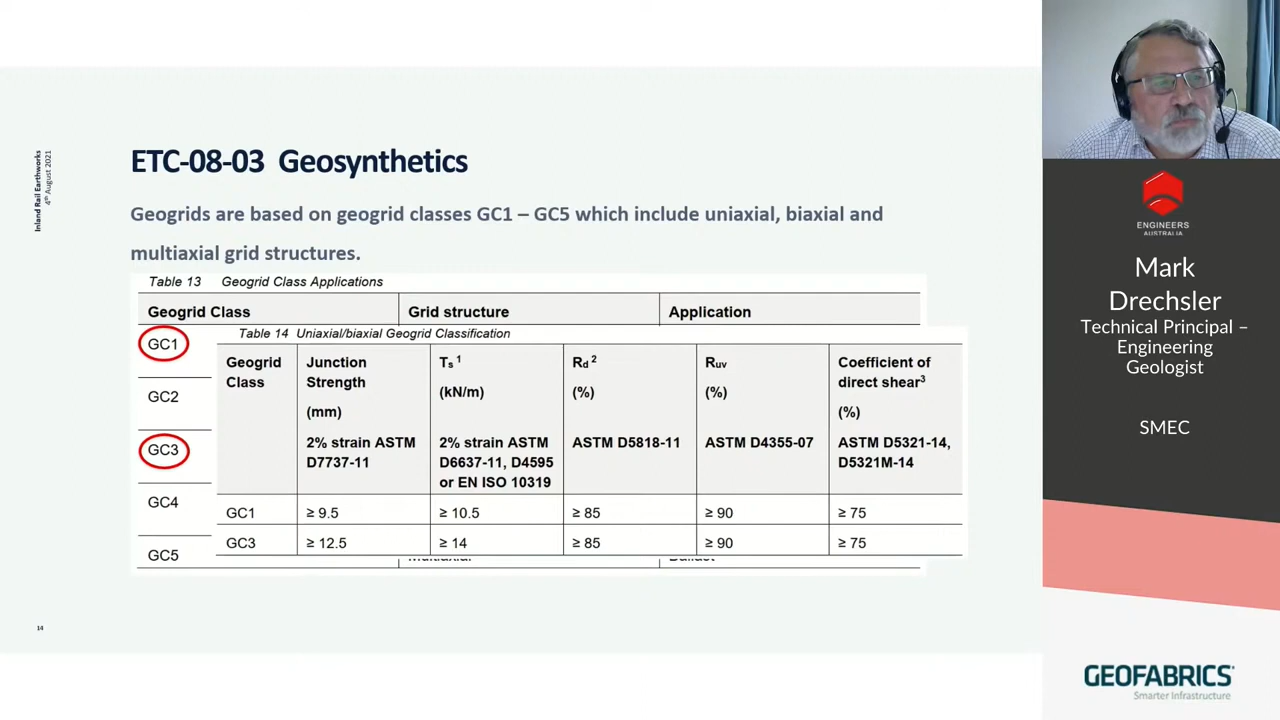 Inland Rail Earthworks
4th August 2021
ETC-08-03 Geosynthetics
Geogrids are based on geogrid classes GC1 – GC5 which include uniaxial, biaxial and
multiaxial grid structures.
Table 13 Geogrid Class Applications
Geogrid Class Grid structure Application
GC1
GC2
GC3
GC4
GC5
Table 14 Uniaxial/biaxial Geogrid Classification
Geogrid Class
Junction Strength
(mm)
2% strain ASTM
D7737-11
Ts 1
(kN/m)
2% strain ASTM
D6637-11, D4595
or EN ISO 10319
Rd 2
(%)
ASTM D5818-11
Ruv
(%)
ASTM D4355-07
Coefficient of
direct shear3
(%)
ASTM D5321-14,
D5321M-14
GC1 ≥ 9.5 ≥ 10.5 ≥ 85 ≥ 90 ≥ 75
GC3 ≥ 12.5 ≥ 14 ≥ 85 ≥ 90 ≥ 75
14
ENGINEERS
AUSTRALIA
Mark
Drechsler
Technical Principal –
Engineering
Geologist
SMEC
GEOFABRICS
Smarter Infrastructure